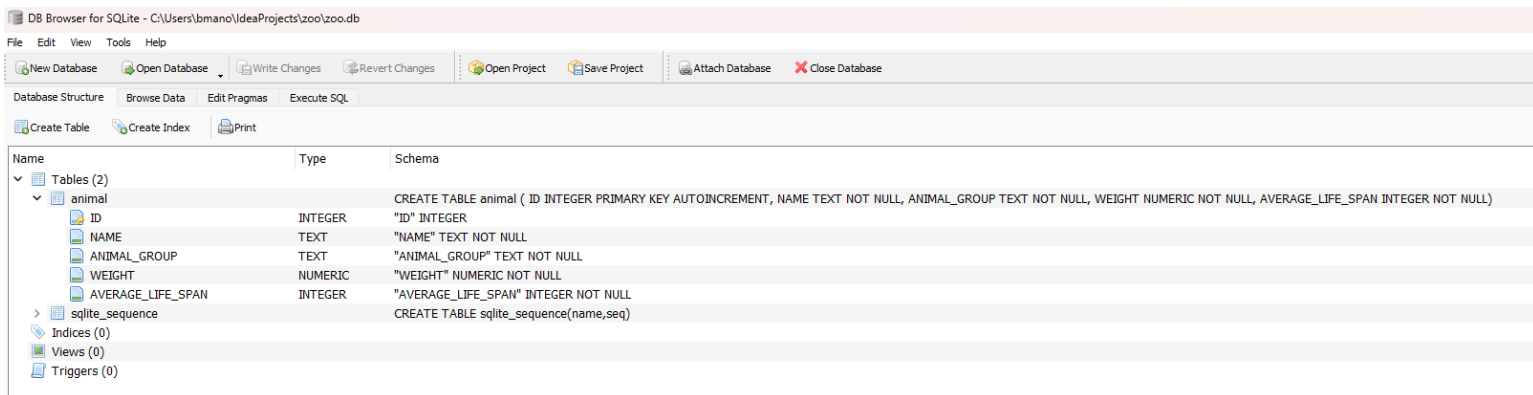 DB Browser for SQLite - C:\Users\bmano\IdeaProjects\zoo\zoo.db
File Edit View Tools Help
New Database Open Database Write Changes Revert Changes Open Project Save Project Attach Database Close Database
Database Structure Browse Data Edit Pragmas Execute SQL
Create Table Create Index Print
Name Type Schema
Tables (2)
animal CREATE TABLE animal ( ID INTEGER PRIMARY KEY AUTOINCREMENT, NAME TEXT NOT NULL, ANIMAL_GROUP TEXT NOT NULL, WEIGHT NUMERIC NOT NULL, AVERAGE_LIFE_SPAN INTEGER NOT NULL)
ID INTEGER "ID" INTEGER
NAME TEXT "NAME" TEXT NOT NULL
ANIMAL_GROUP TEXT "ANIMAL_GROUP" TEXT NOT NULL
WEIGHT NUMERIC "WEIGHT" NUMERIC NOT NULL
AVERAGE_LIFE_SPAN INTEGER "AVERAGE_LIFE_SPAN" INTEGER NOT NULL
sqlite_sequence CREATE TABLE sqlite_sequence(name,seq)
Indices (0)
Views (0)
Triggers (0)